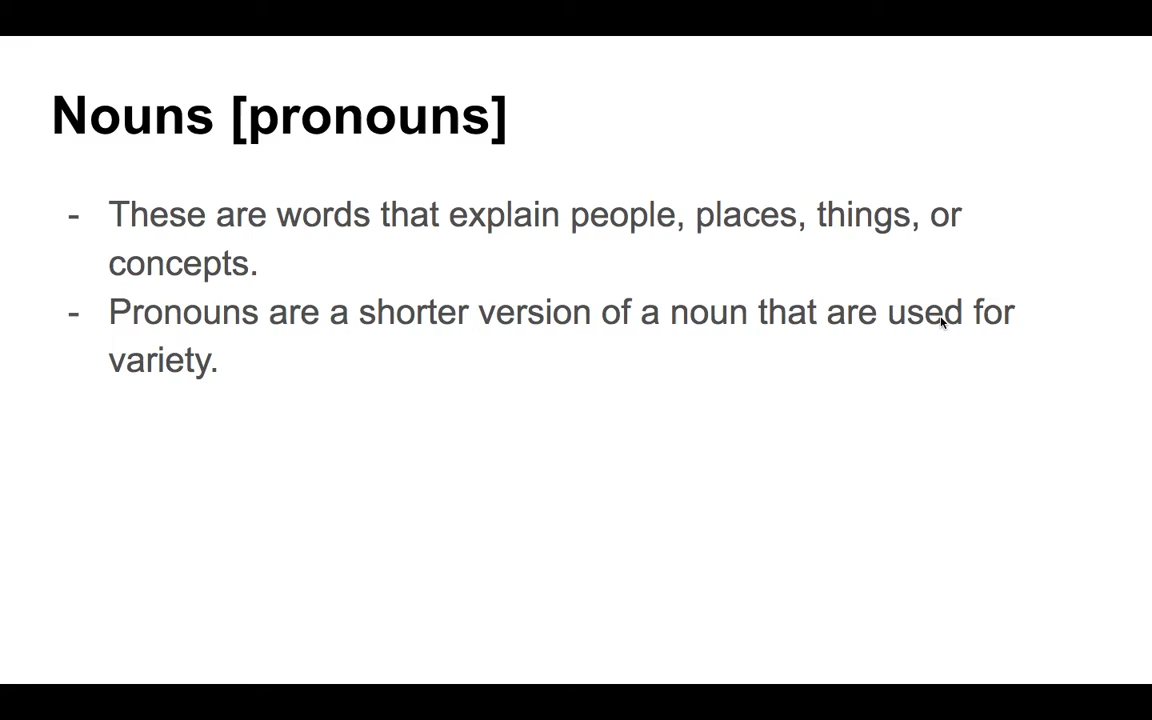 Nouns [pronouns]
- These are words that explain people, places, things, or
concepts.
- Pronouns are a shorter version of a noun that are used for
variety.